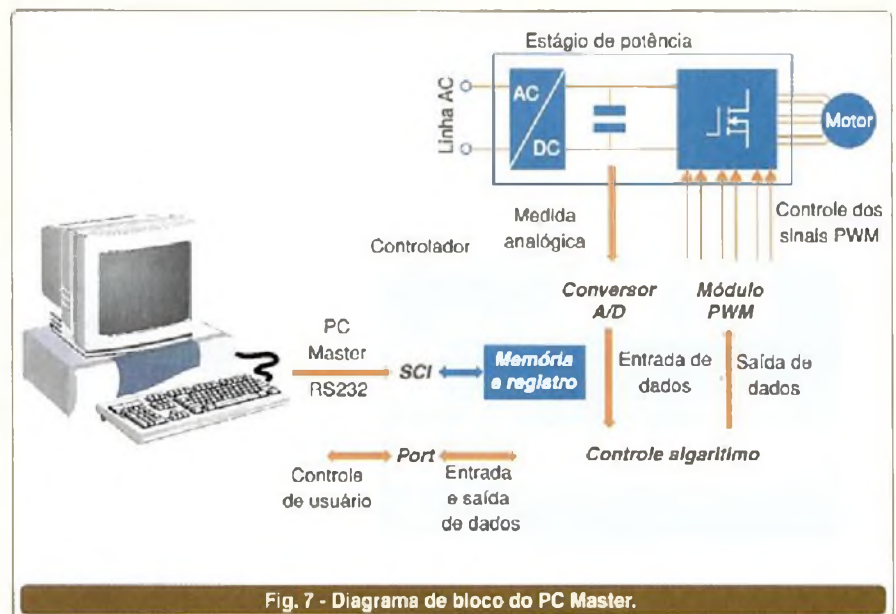 Estágio de potência
Linha AC
AC
DC
Motor
Medida
analógica
Controle dos
sinais PWM
Controlador
Conversor
A/D
Módulo
PWM
PC
Master
RS232
SCI
Memória
e registro
Entrada de
dados
Saída de
dados
Port
Controle
de usuário
Entrada
e saída
de dados
Controle algaritimo
Fig. 7 - Diagrama de bloco do PC Master.